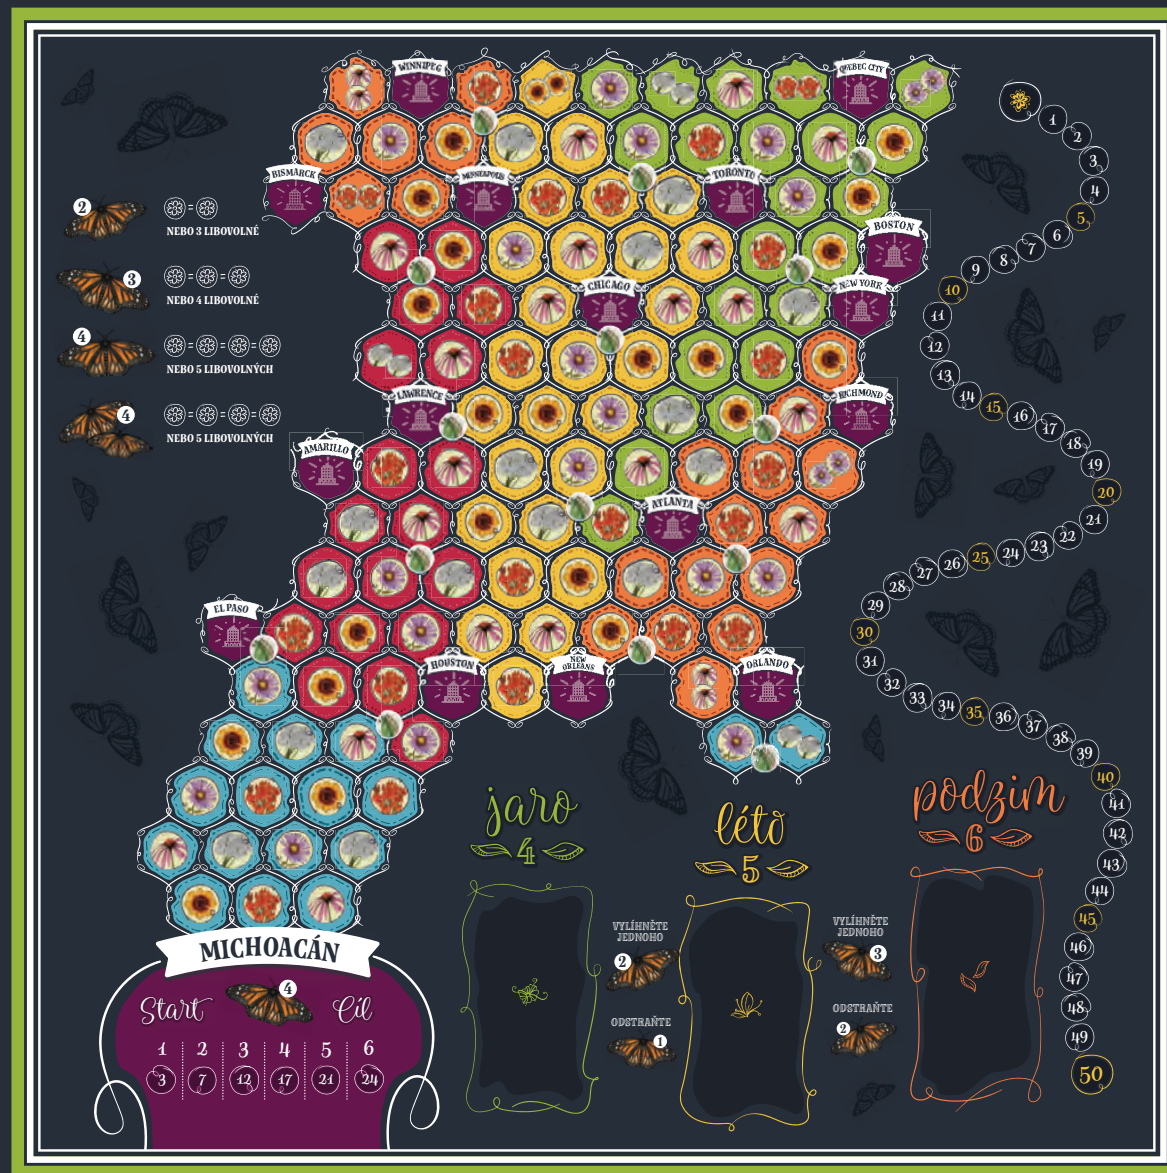 WINNIPEG
QUEBEC CITY
BISMARCK
MINNEAPOLIS
TORONTO
BOSTON
CHICAGO
NEW YORK
LAWRENCE
RICHMOND
AMARILLO
ATLANTA
EL PASO
HOUSTON
NEW
ORLEANS
ORLANDO
2
=
NEBO 3 LIBOVOLNÉ
3
= =
NEBO 4 LIBOVOLNÉ
4
= = =
NEBO 5 LIBOVOLNÝCH
4
= = =
NEBO 5 LIBOVOLNÝCH
1
2
3
4
5
6
7
8
9
10
11
12
13
14
15
16
17
18
19
20
21
22
23
24
25
26
27
28
29
30
31
32
33
34
35
36
37
38
39
40
41
42
43
44
45
46
47
48
49
50
jaro
4
léto
5
podzim
6
VYLÍHNĚTE
JEDNOHO
2
ODSTRAŇTE
1
VYLÍHNĚTE
JEDNOHO
3
ODSTRAŇTE
2
MICHOACÁN
4
Start Cíl
1 2 3 4 5 6
3 7 12 17 21 24